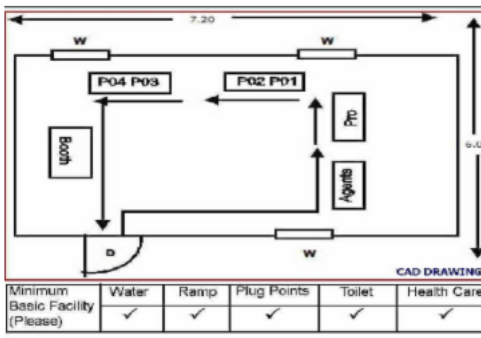 7.20
W
W
P04 P03
P02 P01
Booth
Pro
Agents
D
W
CAD DRAWING
Minimum Basic Facility (Please)
Water
Ramp
Plug Points
Toilet
Health Care
✓
✓
✓
✓
✓